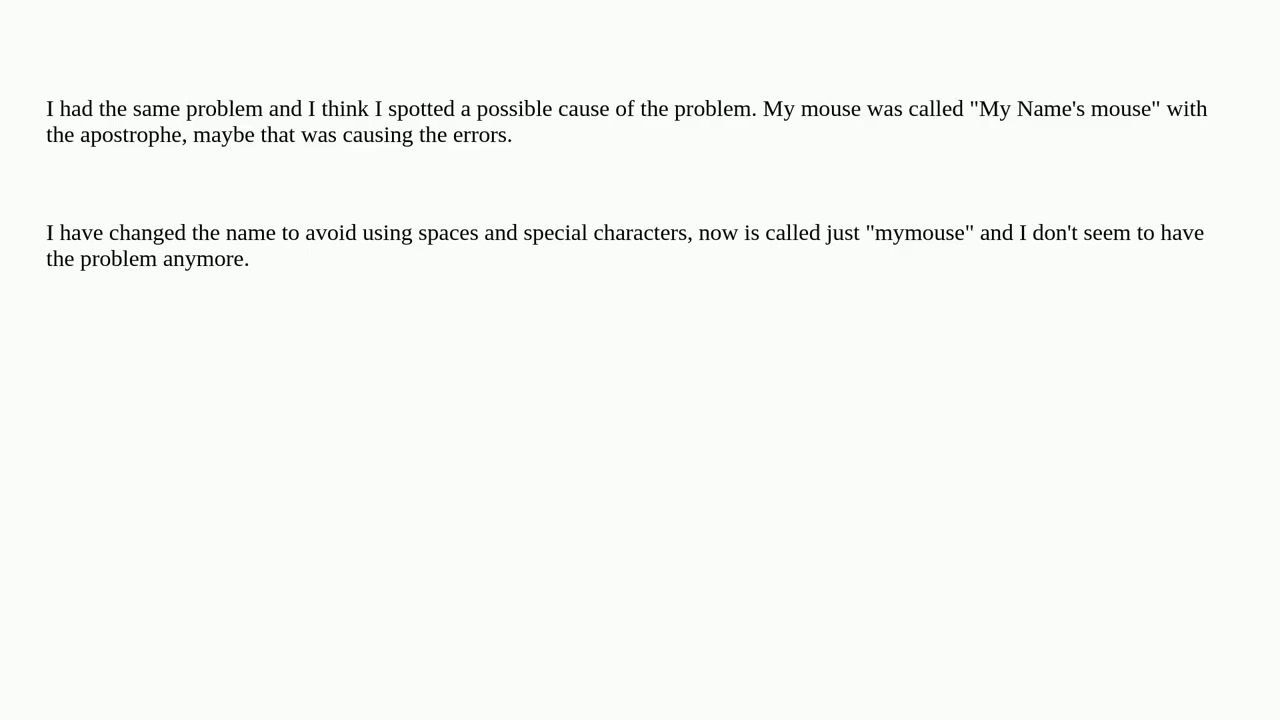 I had the same problem and I think I spotted a possible cause of the problem. My mouse was called "My Name's mouse" with
the apostrophe, maybe that was causing the errors.
I have changed the name to avoid using spaces and special characters, now is called just "mymouse" and I don't seem to have
the problem anymore.